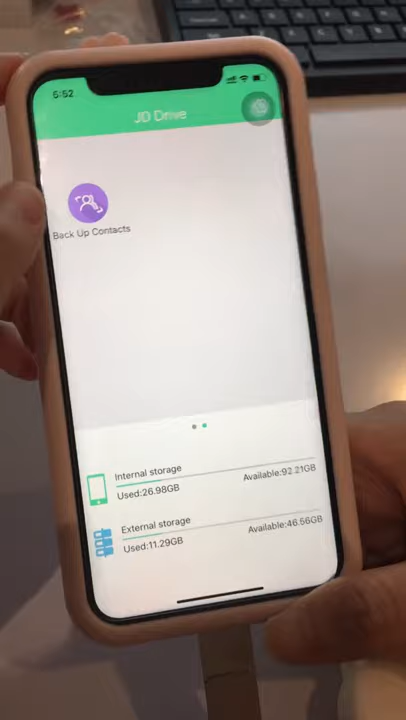 5:52
JD Drive
Back Up Contacts
Internal storage
Used:26.98GB
Available:92.21GB
External storage
Used:11.29GB
Available:46.56GB